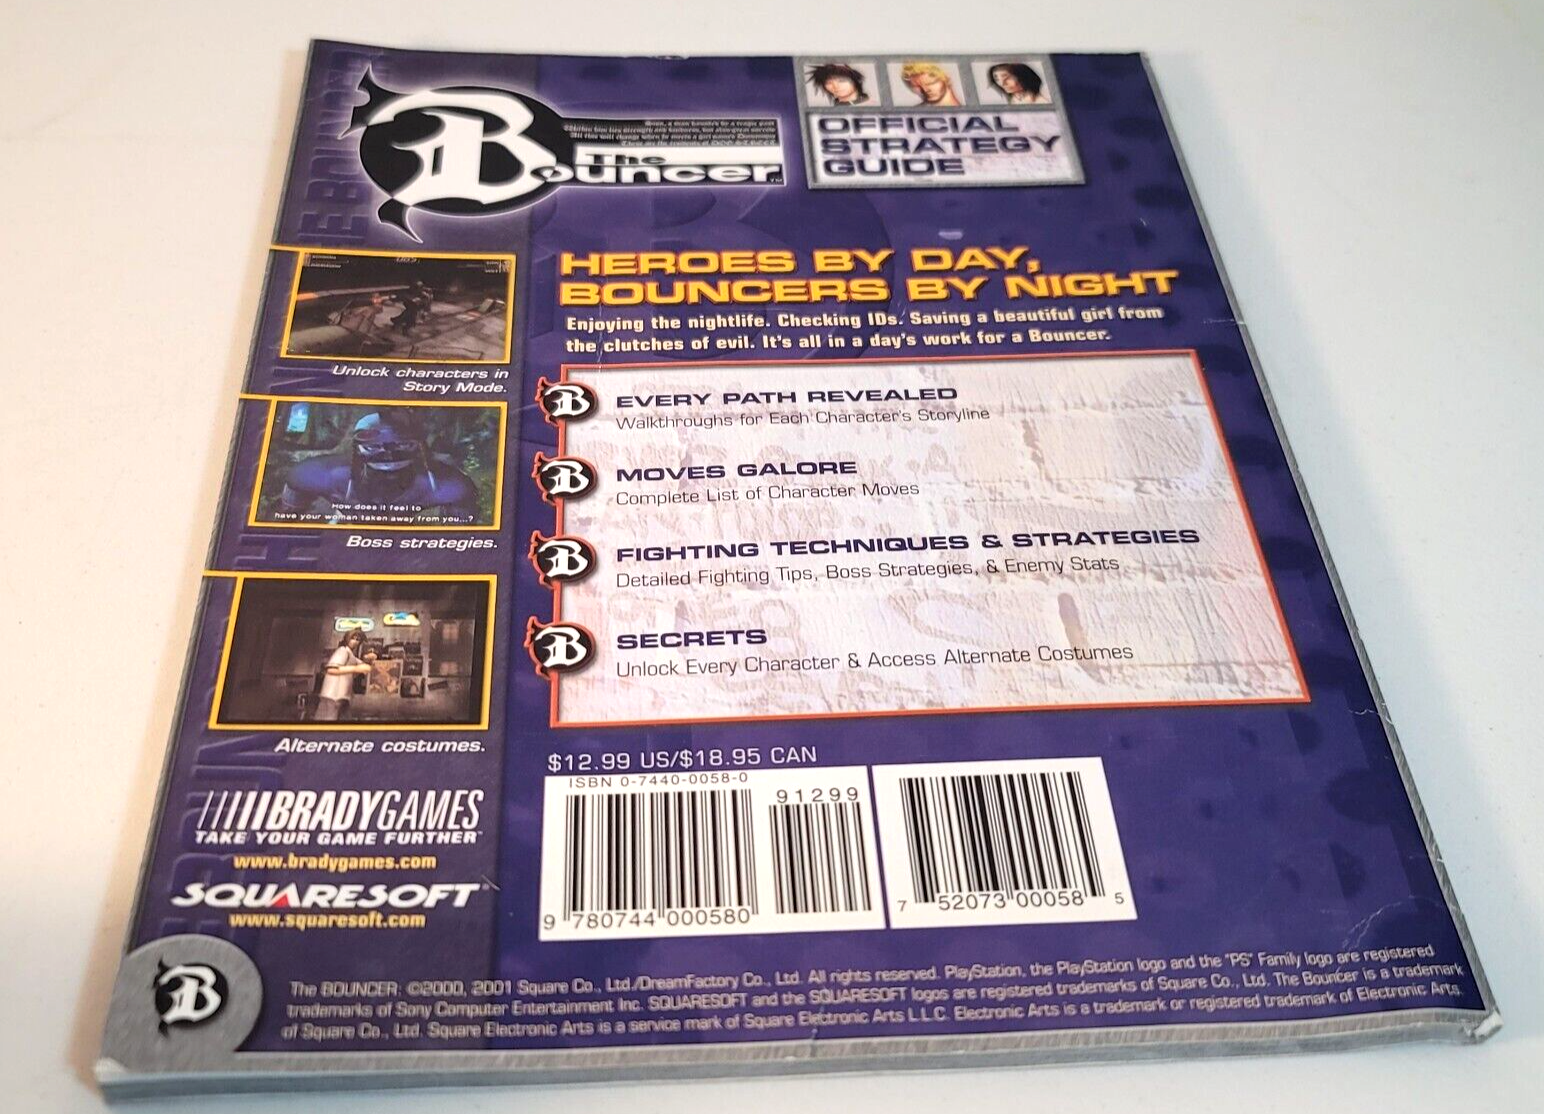 The
Bouncer™
OFFICIAL
STRATEGY
GUIDE
HEROES BY DAY,
BOUNCERS BY NIGHT
Enjoying the nightlife. Checking IDs. Saving a beautiful girl from
the clutches of evil. It's all in a day's work for a Bouncer.
Unlock characters in
Story Mode.
How does it feel to
have your woman taken away from you...?
Boss strategies.
Alternate costumes.
EVERY PATH REVEALED
Walkthroughs for Each Character's Storyline
MOVES GALORE
Complete List of Character Moves
FIGHTING TECHNIQUES & STRATEGIES
Detailed Fighting Tips, Boss Strategies, & Enemy Stats
SECRETS
Unlock Every Character & Access Alternate Costumes
$12.99 US/$18.95 CAN
ISBN 0-7440-0058-0
91299
9 780744 000580
7 52073 00058 5
BRADYGAMES
TAKE YOUR GAME FURTHER™
www.bradygames.com
SQUARESOFT®
www.squaresoft.com
B
The BOUNCER: ©2000, 2001 Square Co., Ltd./DreamFactory Co., Ltd. All rights reserved. PlayStation, the PlayStation logo and the "PS" Family logo are registered
trademarks of Sony Computer Entertainment Inc. SQUARESOFT and the SQUARESOFT logos are registered trademarks of Square Co., Ltd. The Bouncer is a trademark
of Square Co., Ltd. Square Electronic Arts is a service mark of Square Electronic Arts L.L.C. Electronic Arts is a trademark or registered trademark of Electronic Arts.